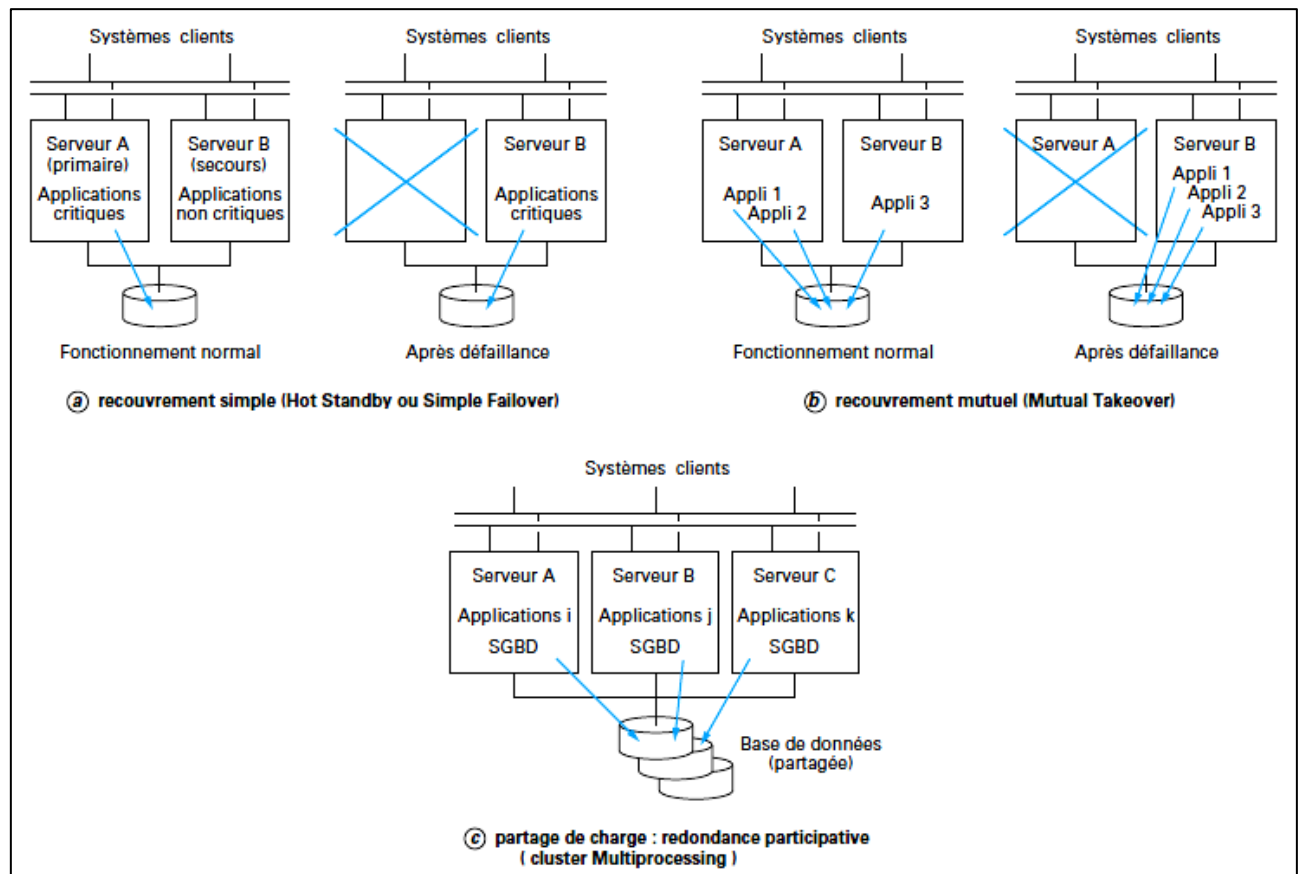 Systèmes clients
Serveur A
(primaire)
Applications
critiques
Serveur B
(secours)
Applications
non critiques
Fonctionnement normal
Systèmes clients
Serveur B
Applications
critiques
Après défaillance
a recouvrement simple (Hot Standby ou Simple Failover)
Systèmes clients
Serveur A
Appli 1
Appli 2
Serveur B
Appli 3
Fonctionnement normal
Systèmes clients
Serveur A
Serveur B
Appli 1
Appli 2
Appli 3
Après défaillance
b recouvrement mutuel (Mutual Takeover)
Systèmes clients
Serveur A
Applications i
SGBD
Serveur B
Applications j
SGBD
Serveur C
Applications k
SGBD
Base de données
(partagée)
c partage de charge : redondance participative
( cluster Multiprocessing )